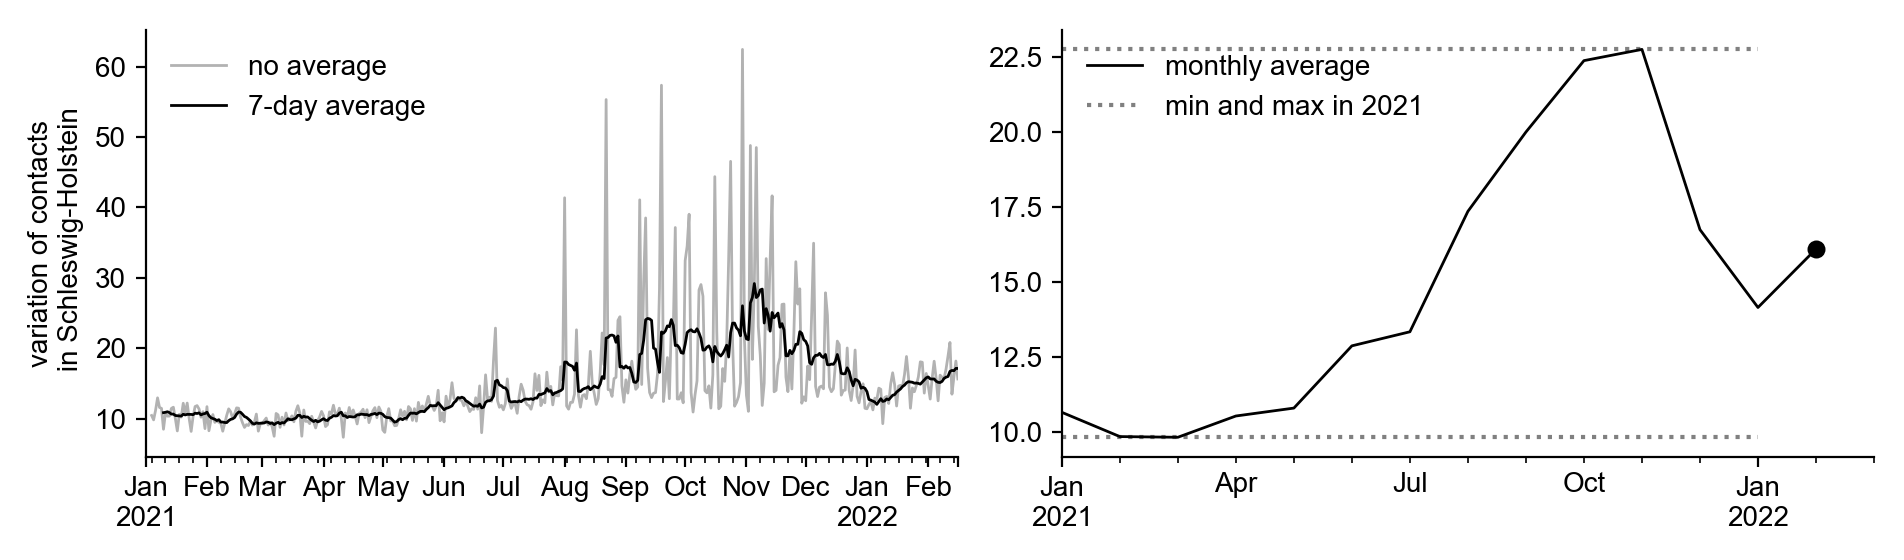 variation of contacts
in Schleswig-Holstein
60
50
40
30
20
10
no average
7-day average
Jan Feb Mar Apr May Jun Jul Aug Sep Oct Nov Dec Jan Feb
2021 2022
22.5
20.0
17.5
15.0
12.5
10.0
monthly average
min and max in 2021
Jan Apr Jul Oct Jan
2021 2022